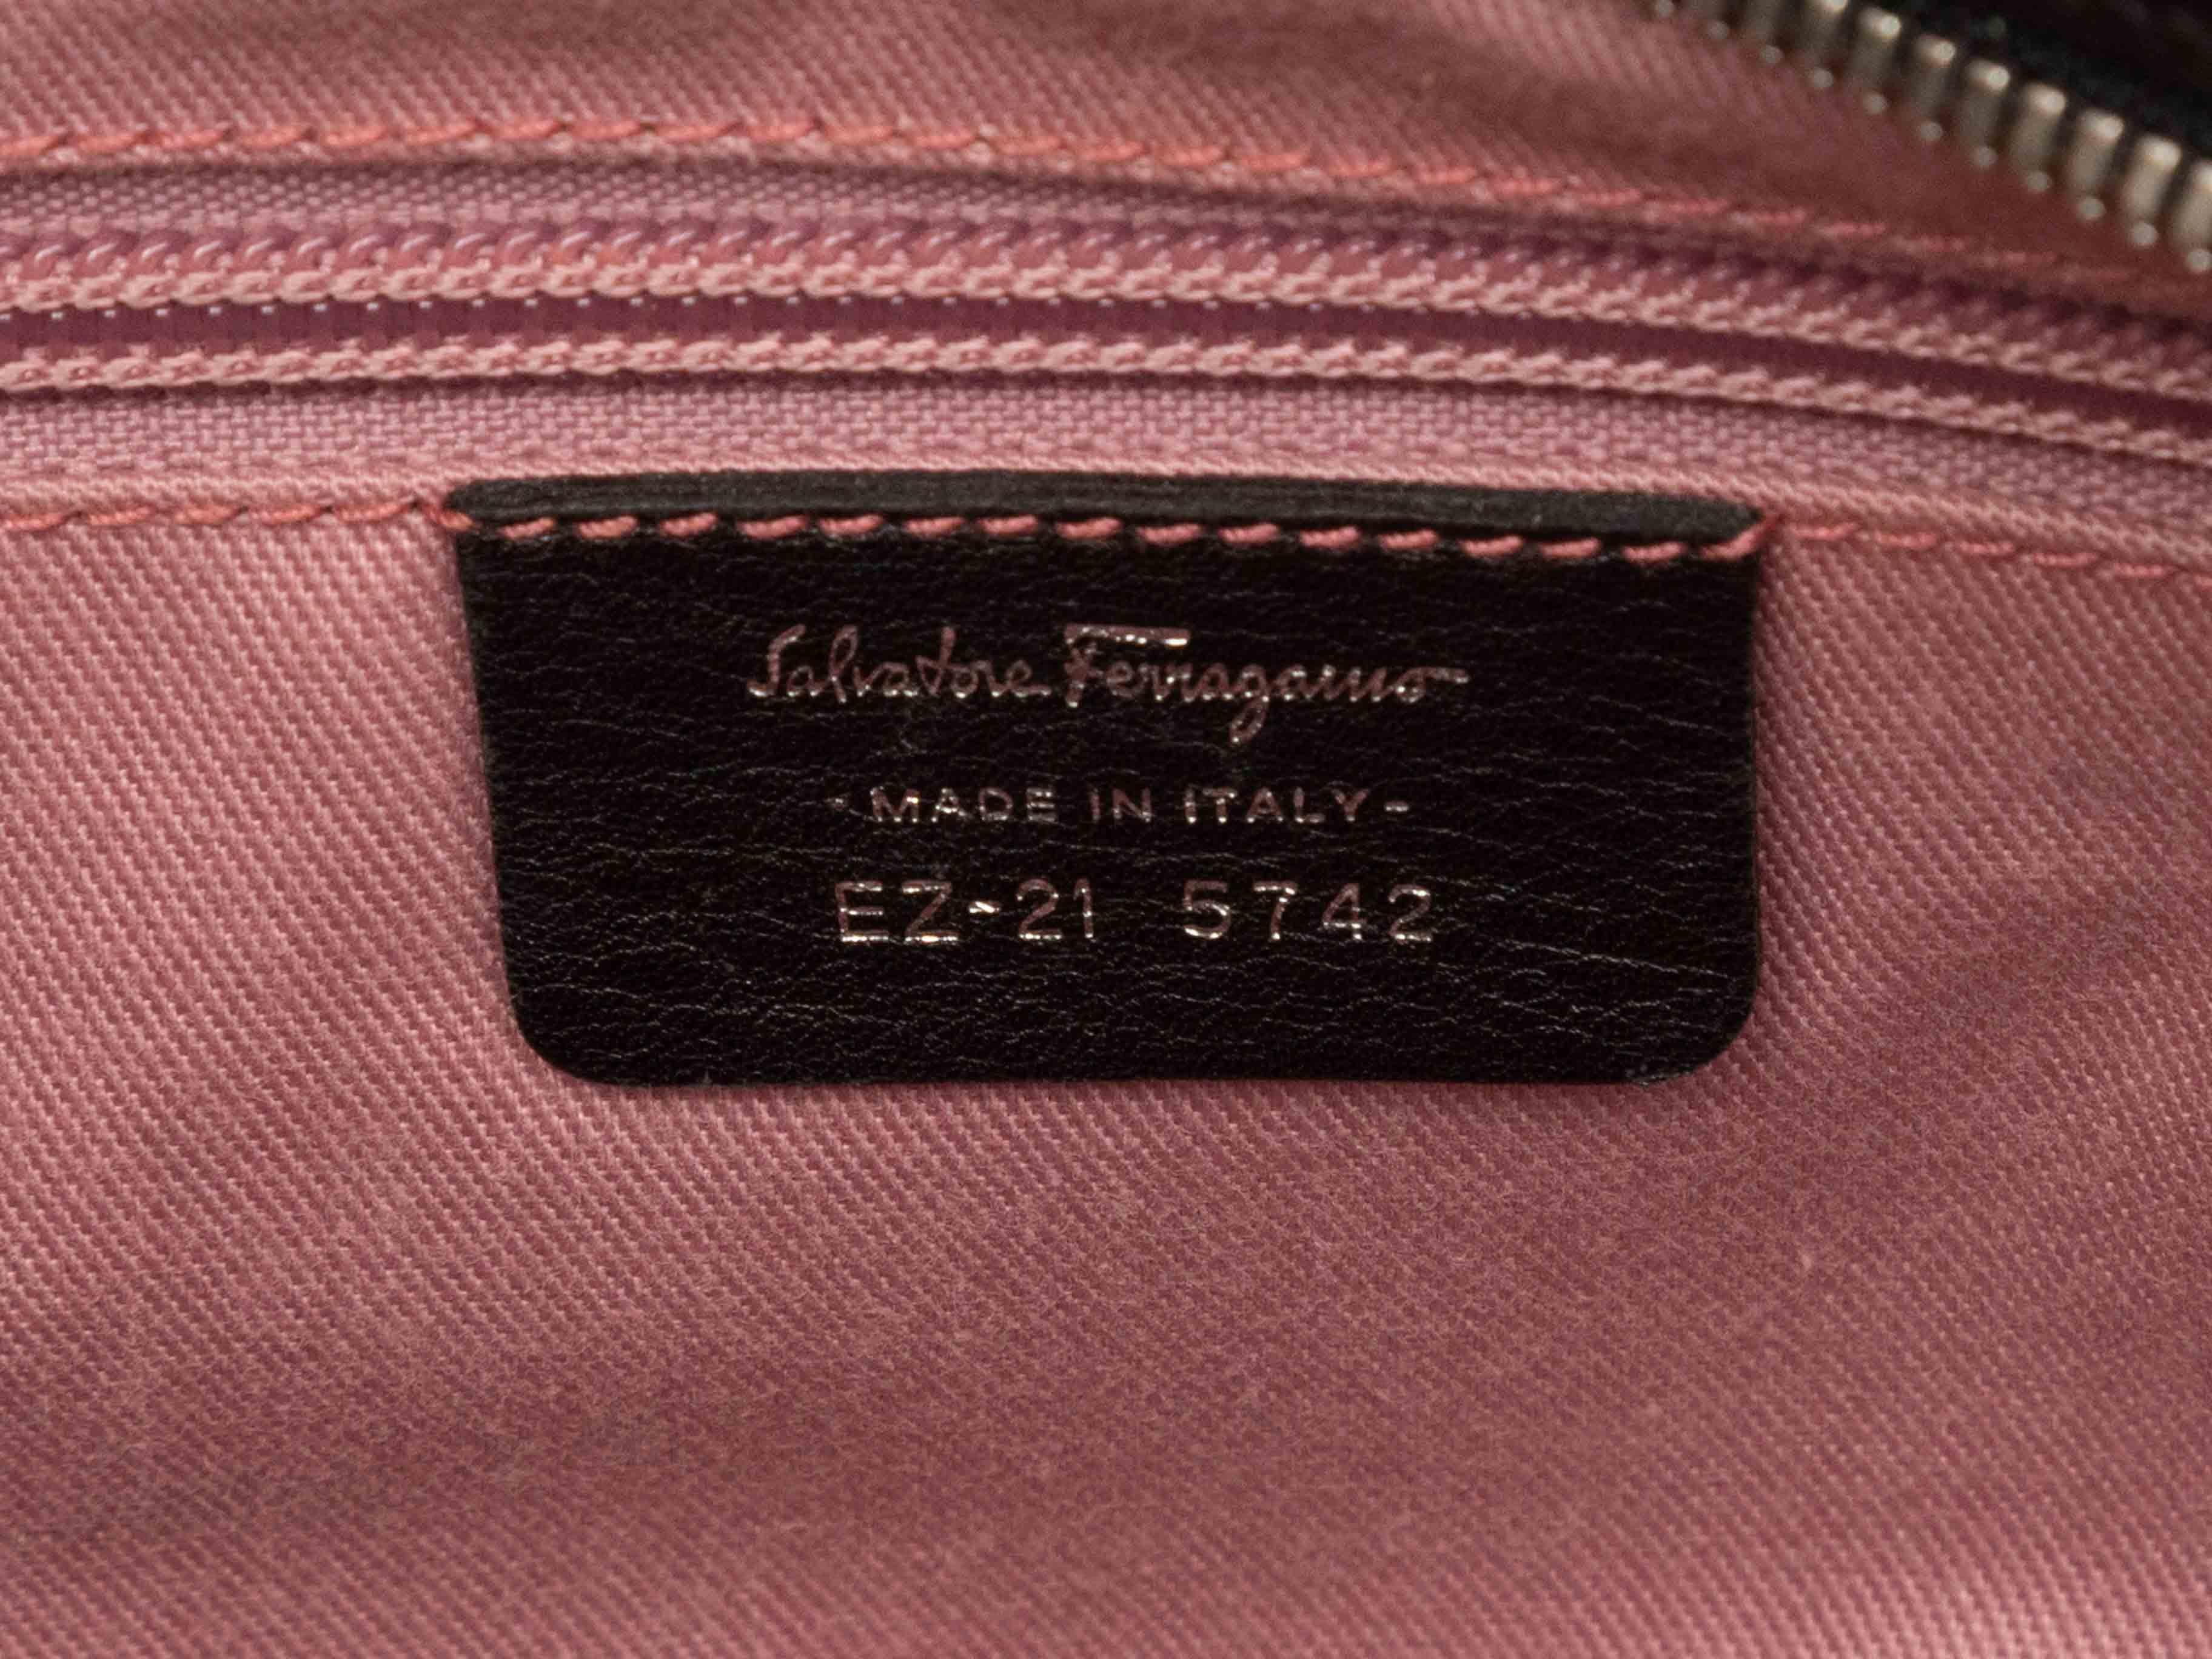 Salvatore Ferragamo
-MADE IN ITALY-
EZ-21 5742